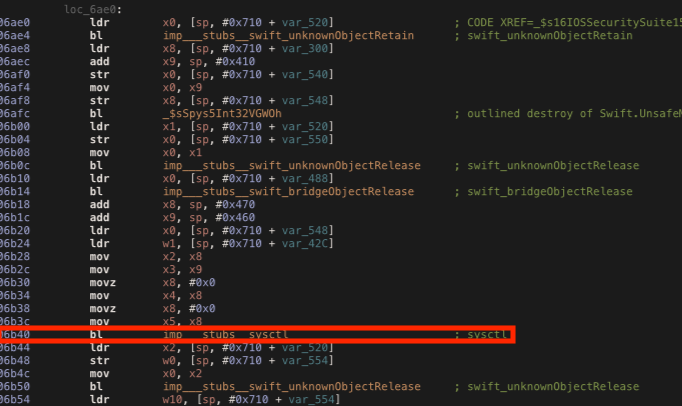 loc_6ae0:
06ae0 ldr x0, [sp, #0x710 + var_520] ; CODE XREF=_$s16IOSSecuritySuite15
06ae4 bl imp___stubs__swift_unknownObjectRetain ; swift_unknownObjectRetain
06ae8 ldr x8, [sp, #0x710 + var_300]
06aec add x9, sp, #0x410
06af0 str x0, [sp, #0x710 + var_540]
06af4 mov x0, x9
06af8 str x8, [sp, #0x710 + var_548]
06afc bl _$sSpys5Int32VGWOh ; outlined destroy of Swift.UnsafeM
06b00 ldr x1, [sp, #0x710 + var_520]
06b04 str x0, [sp, #0x710 + var_550]
06b08 mov x0, x1
06b0c bl imp___stubs__swift_unknownObjectRelease ; swift_unknownObjectRelease
06b10 ldr x0, [sp, #0x710 + var_488]
06b14 bl imp___stubs__swift_bridgeObjectRelease ; swift_bridgeObjectRelease
06b18 add x8, sp, #0x470
06b1c add x9, sp, #0x460
06b20 ldr x0, [sp, #0x710 + var_548]
06b24 ldr w1, [sp, #0x710 + var_42C]
06b28 mov x2, x8
06b2c mov x3, x9
06b30 movz x8, #0x0
06b34 mov x4, x8
06b38 movz x8, #0x0
06b3c mov x5, x8
06b40 bl imp___stubs__sysctl ; sysctl
06b44 ldr x2, [sp, #0x710 + var_520]
06b48 str w0, [sp, #0x710 + var_554]
06b4c mov x0, x2
06b50 bl imp___stubs__swift_unknownObjectRelease ; swift_unknownObjectRelease
06b54 ldr w10, [sp, #0x710 + var_554]